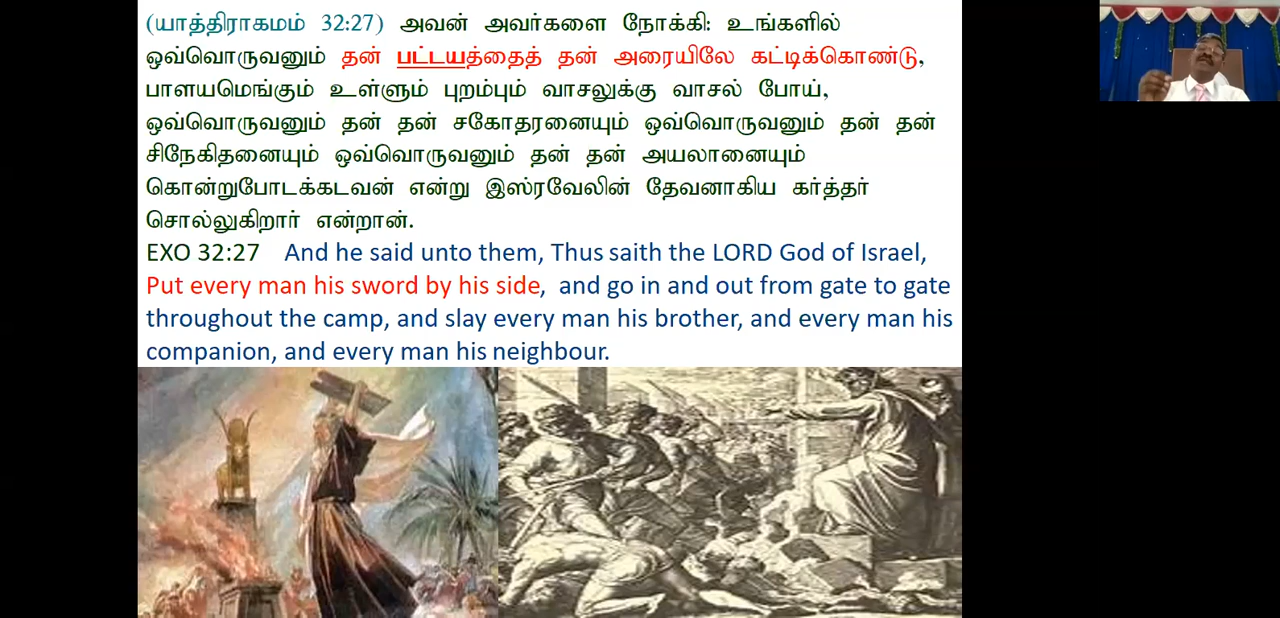 (யாத்திராகமம் 32:27) அவன் அவர்களை நோக்கி: உங்களில்
ஒவ்வொருவனும் தன் பட்டயத்தைத் தன் அரையிலே கட்டிக்கொண்டு,
பாளயமெங்கும் உள்ளும் புறம்பும் வாசலுக்கு வாசல் போய்,
ஒவ்வொருவனும் தன் தன் சகோதரனையும் ஒவ்வொருவனும் தன் தன்
சிநேகிதனையும் ஒவ்வொருவனும் தன் தன் அயலானையும்
கொன்றுபோடக்கடவன் என்று இஸ்ரவேலின் தேவனாகிய கர்த்தர்
சொல்லுகிறார் என்றான்.
EXO 32:27 And he said unto them, Thus saith the LORD God of Israel,
Put every man his sword by his side, and go in and out from gate to gate
throughout the camp, and slay every man his brother, and every man his
companion, and every man his neighbour.